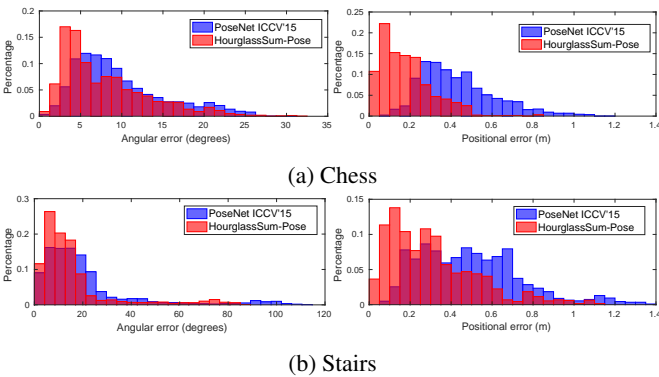 0.2
0.15
0.1
0.05
0
Percentage
0 5 10 15 20 25 30 35
Angular error (degrees)
PoseNet ICCV'15
HourglassSum-Pose
0.25
0.2
0.15
0.1
0.05
0
Percentage
0 0.2 0.4 0.6 0.8 1 1.2 1.4
Positional error (m)
PoseNet ICCV'15
HourglassSum-Pose
(a) Chess
0.3
0.2
0.1
0
Percentage
0 20 40 60 80 100 120
Angular error (degrees)
PoseNet ICCV'15
HourglassSum-Pose
0.15
0.1
0.05
0
Percentage
0 0.2 0.4 0.6 0.8 1 1.2 1.4
Positional error (m)
PoseNet ICCV'15
HourglassSum-Pose
(b) Stairs